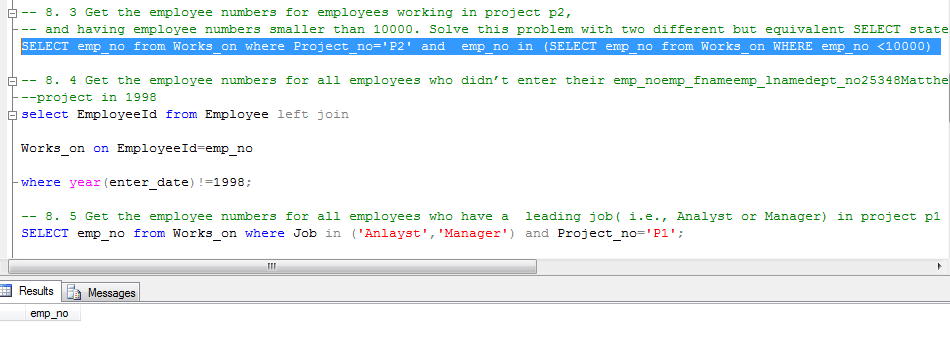 -- 8. 3 Get the employee numbers for employees working in project p2,
-- and having employee numbers smaller than 10000. Solve this problem with two different but equivalent SELECT state
SELECT emp_no from Works_on where Project_no='P2' and  emp_no in (SELECT emp_no from Works_on WHERE emp_no <10000)
-- 8. 4 Get the employee numbers for all employees who didn’t enter their emp_noemp_fnameemp_lnamedept_no25348Matthe
--project in 1998
select EmployeeId from Employee left join
Works_on on EmployeeId=emp_no
where year(enter_date)!=1998;
-- 8. 5 Get the employee numbers for all employees who have a  leading job( i.e., Analyst or Manager) in project p1
SELECT emp_no from Works_on where Job in ('Anlayst','Manager') and Project_no='P1';
Results Messages
emp_no